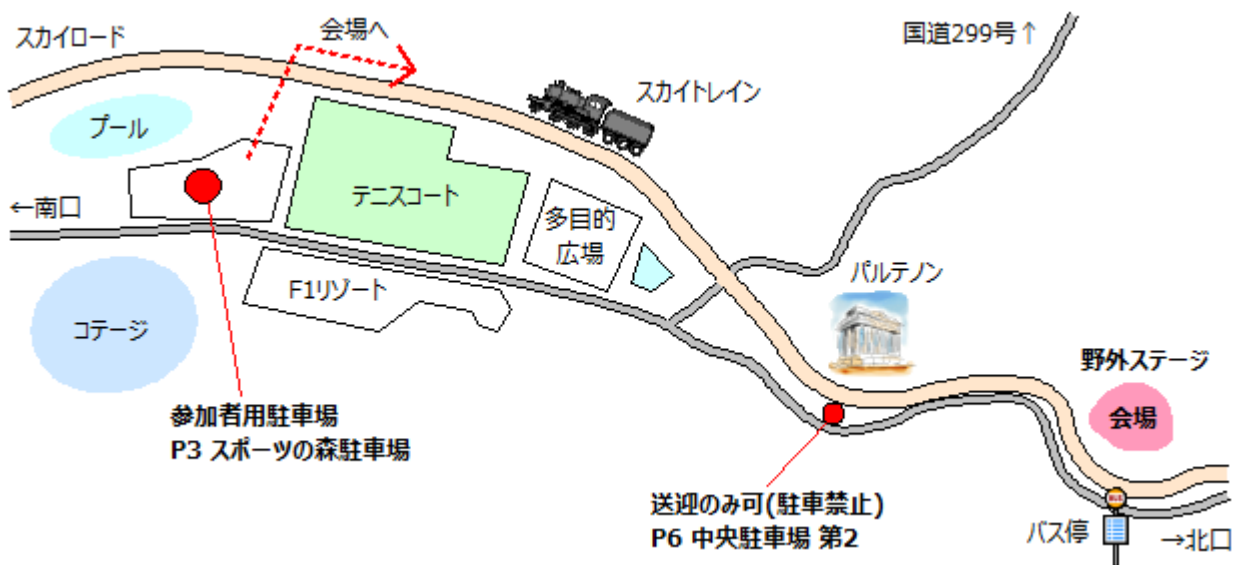 会場へ
スカイロード
国道299号↑
スカイトレイン
プール
テニスコート
←南口
多目的
広場
パルテノン
F1リゾート
コテージ
野外ステージ
会場
参加者用駐車場
P3 スポーツの森駐車場
送迎のみ可(駐車禁止)
P6 中央駐車場 第2
BUS
バス停
→北口